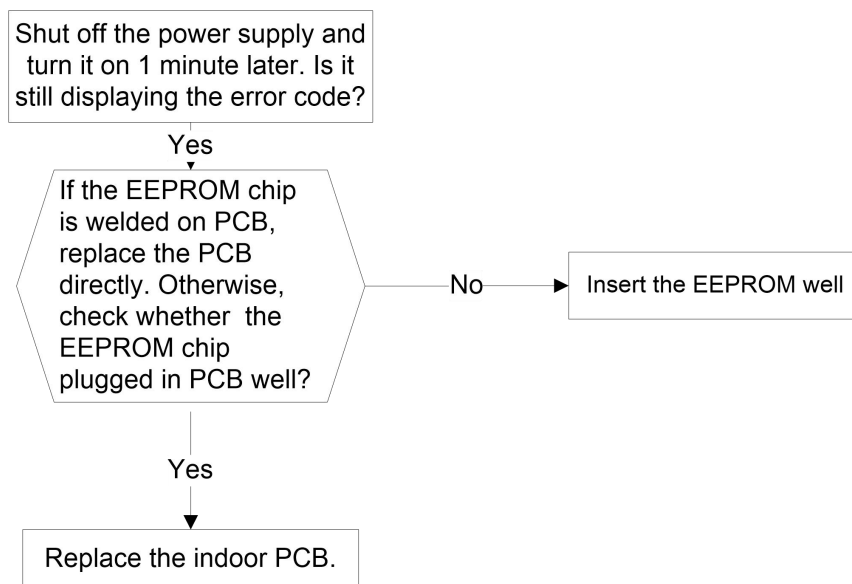 Shut off the power supply and
turn it on 1 minute later. Is it
still displaying the error code?
Yes
If the EEPROM chip
is welded on PCB,
replace the PCB
directly. Otherwise,
check whether the
EEPROM chip
plugged in PCB well?
No
Insert the EEPROM well
Yes
Replace the indoor PCB.